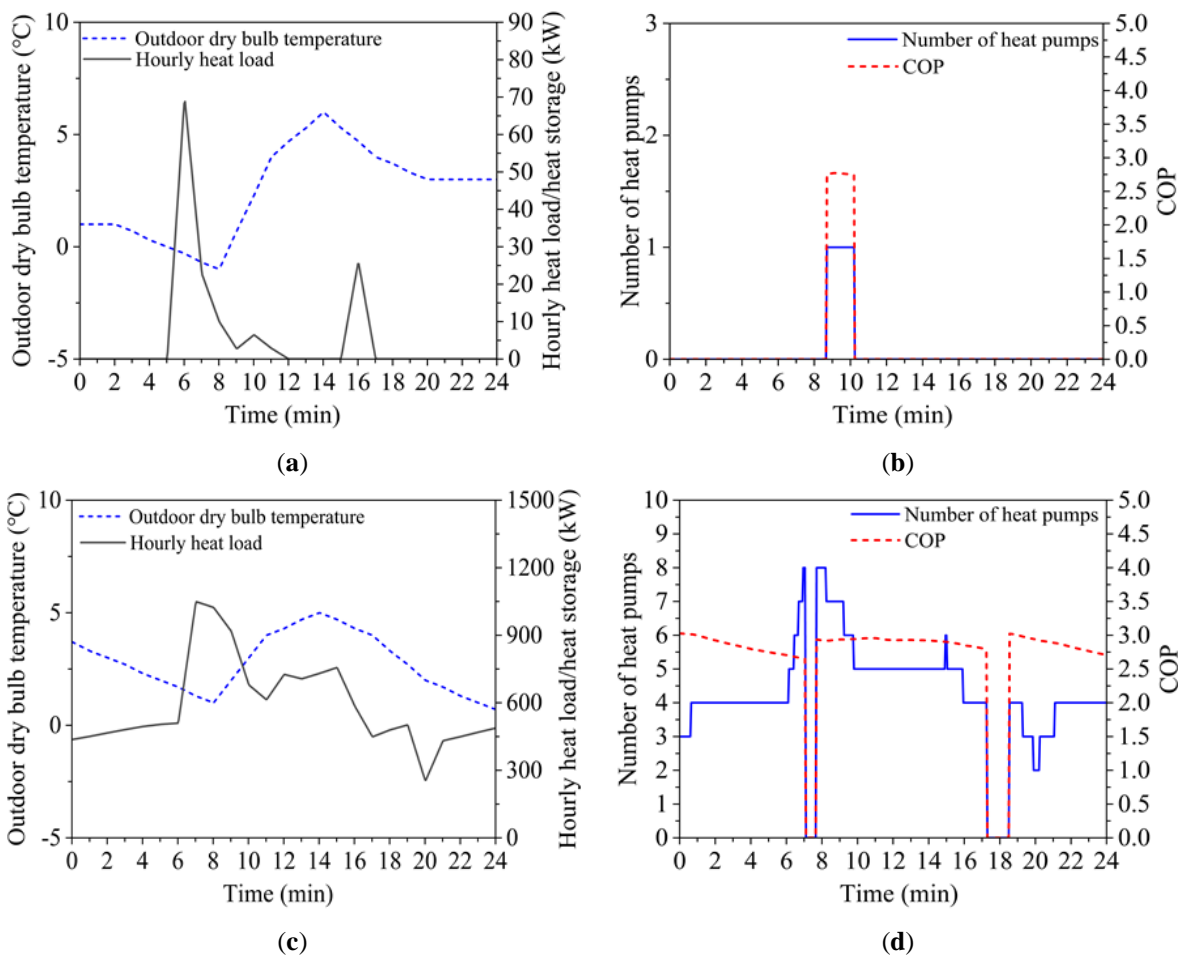 Outdoor dry bulb temperature (℃)
10
5
0
-5
Outdoor dry bulb temperature
Hourly heat load
90
80
70
60
50
40
30
20
10
0
Hourly heat load/heat storage (kW)
0 2 4 6 8 10 12 14 16 18 20 22 24
Time (min)
(a)
Number of heat pumps
3
2
1
0
Number of heat pumps
COP
5.0
4.5
4.0
3.5
3.0
2.5
2.0
1.5
1.0
0.5
0.0
COP
0 2 4 6 8 10 12 14 16 18 20 22 24
Time (min)
(b)
Outdoor dry bulb temperature (℃)
10
5
0
-5
Outdoor dry bulb temperature
Hourly heat load
1500
1200
900
600
300
0
Hourly heat load/heat storage (kW)
0 2 4 6 8 10 12 14 16 18 20 22 24
Time (min)
(c)
Number of heat pumps
10
9
8
7
6
5
4
3
2
1
0
Number of heat pumps
COP
5.0
4.5
4.0
3.5
3.0
2.5
2.0
1.5
1.0
0.5
0.0
COP
0 2 4 6 8 10 12 14 16 18 20 22 24
Time (min)
(d)